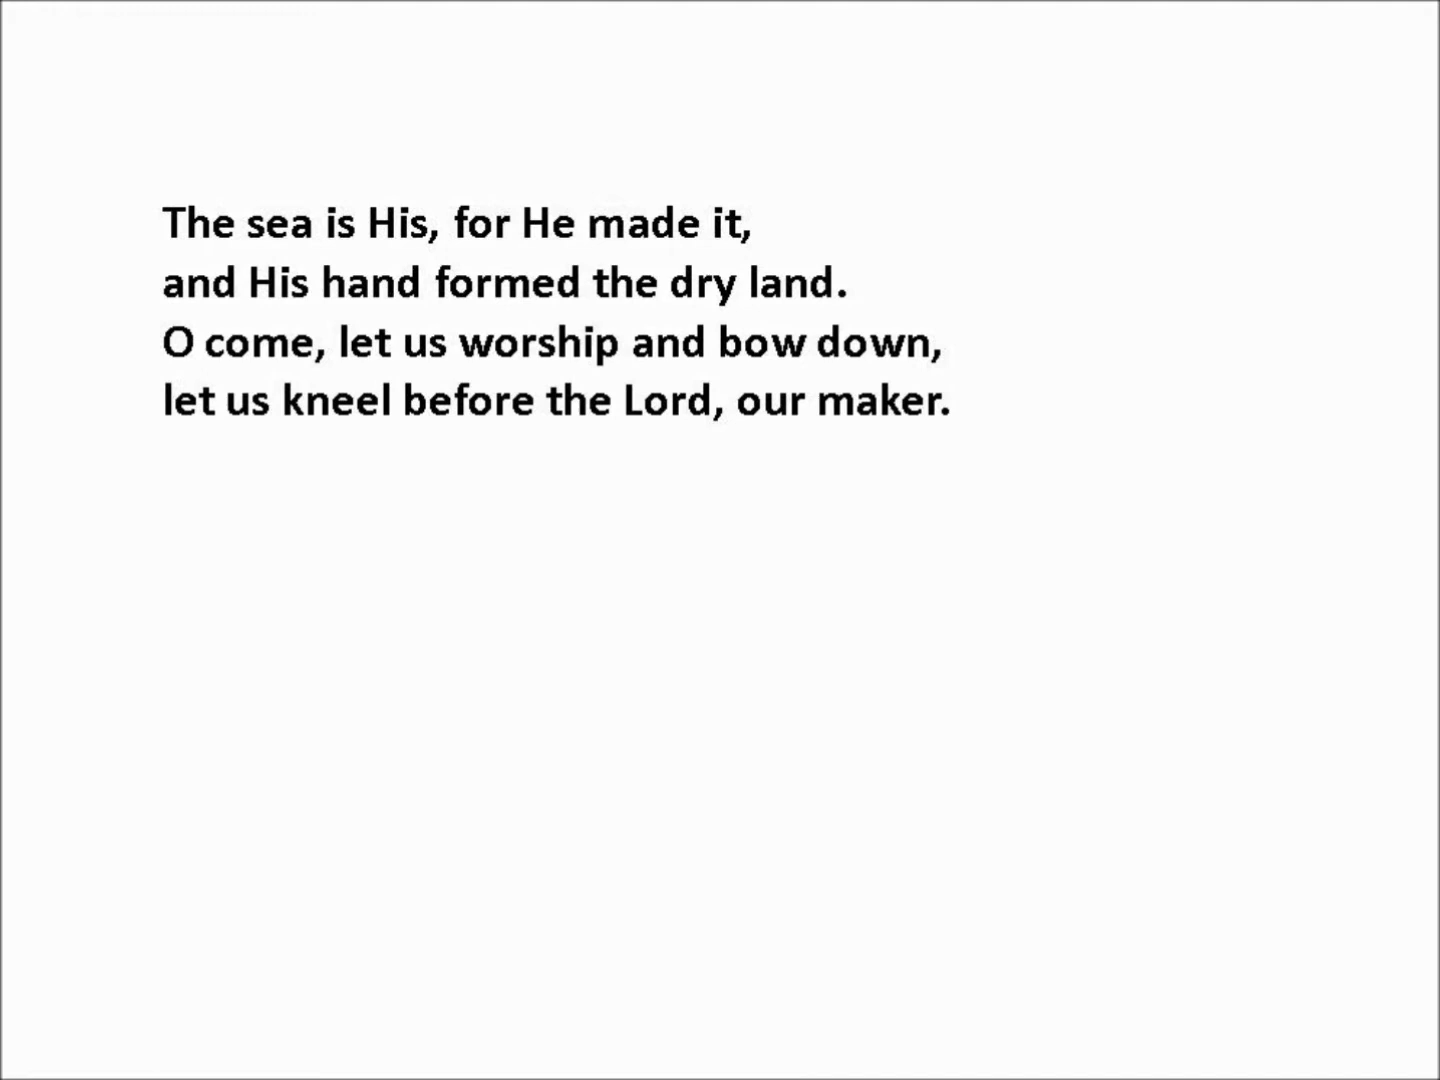 The sea is His, for He made it,
and His hand formed the dry land.
O come, let us worship and bow down,
let us kneel before the Lord, our maker.